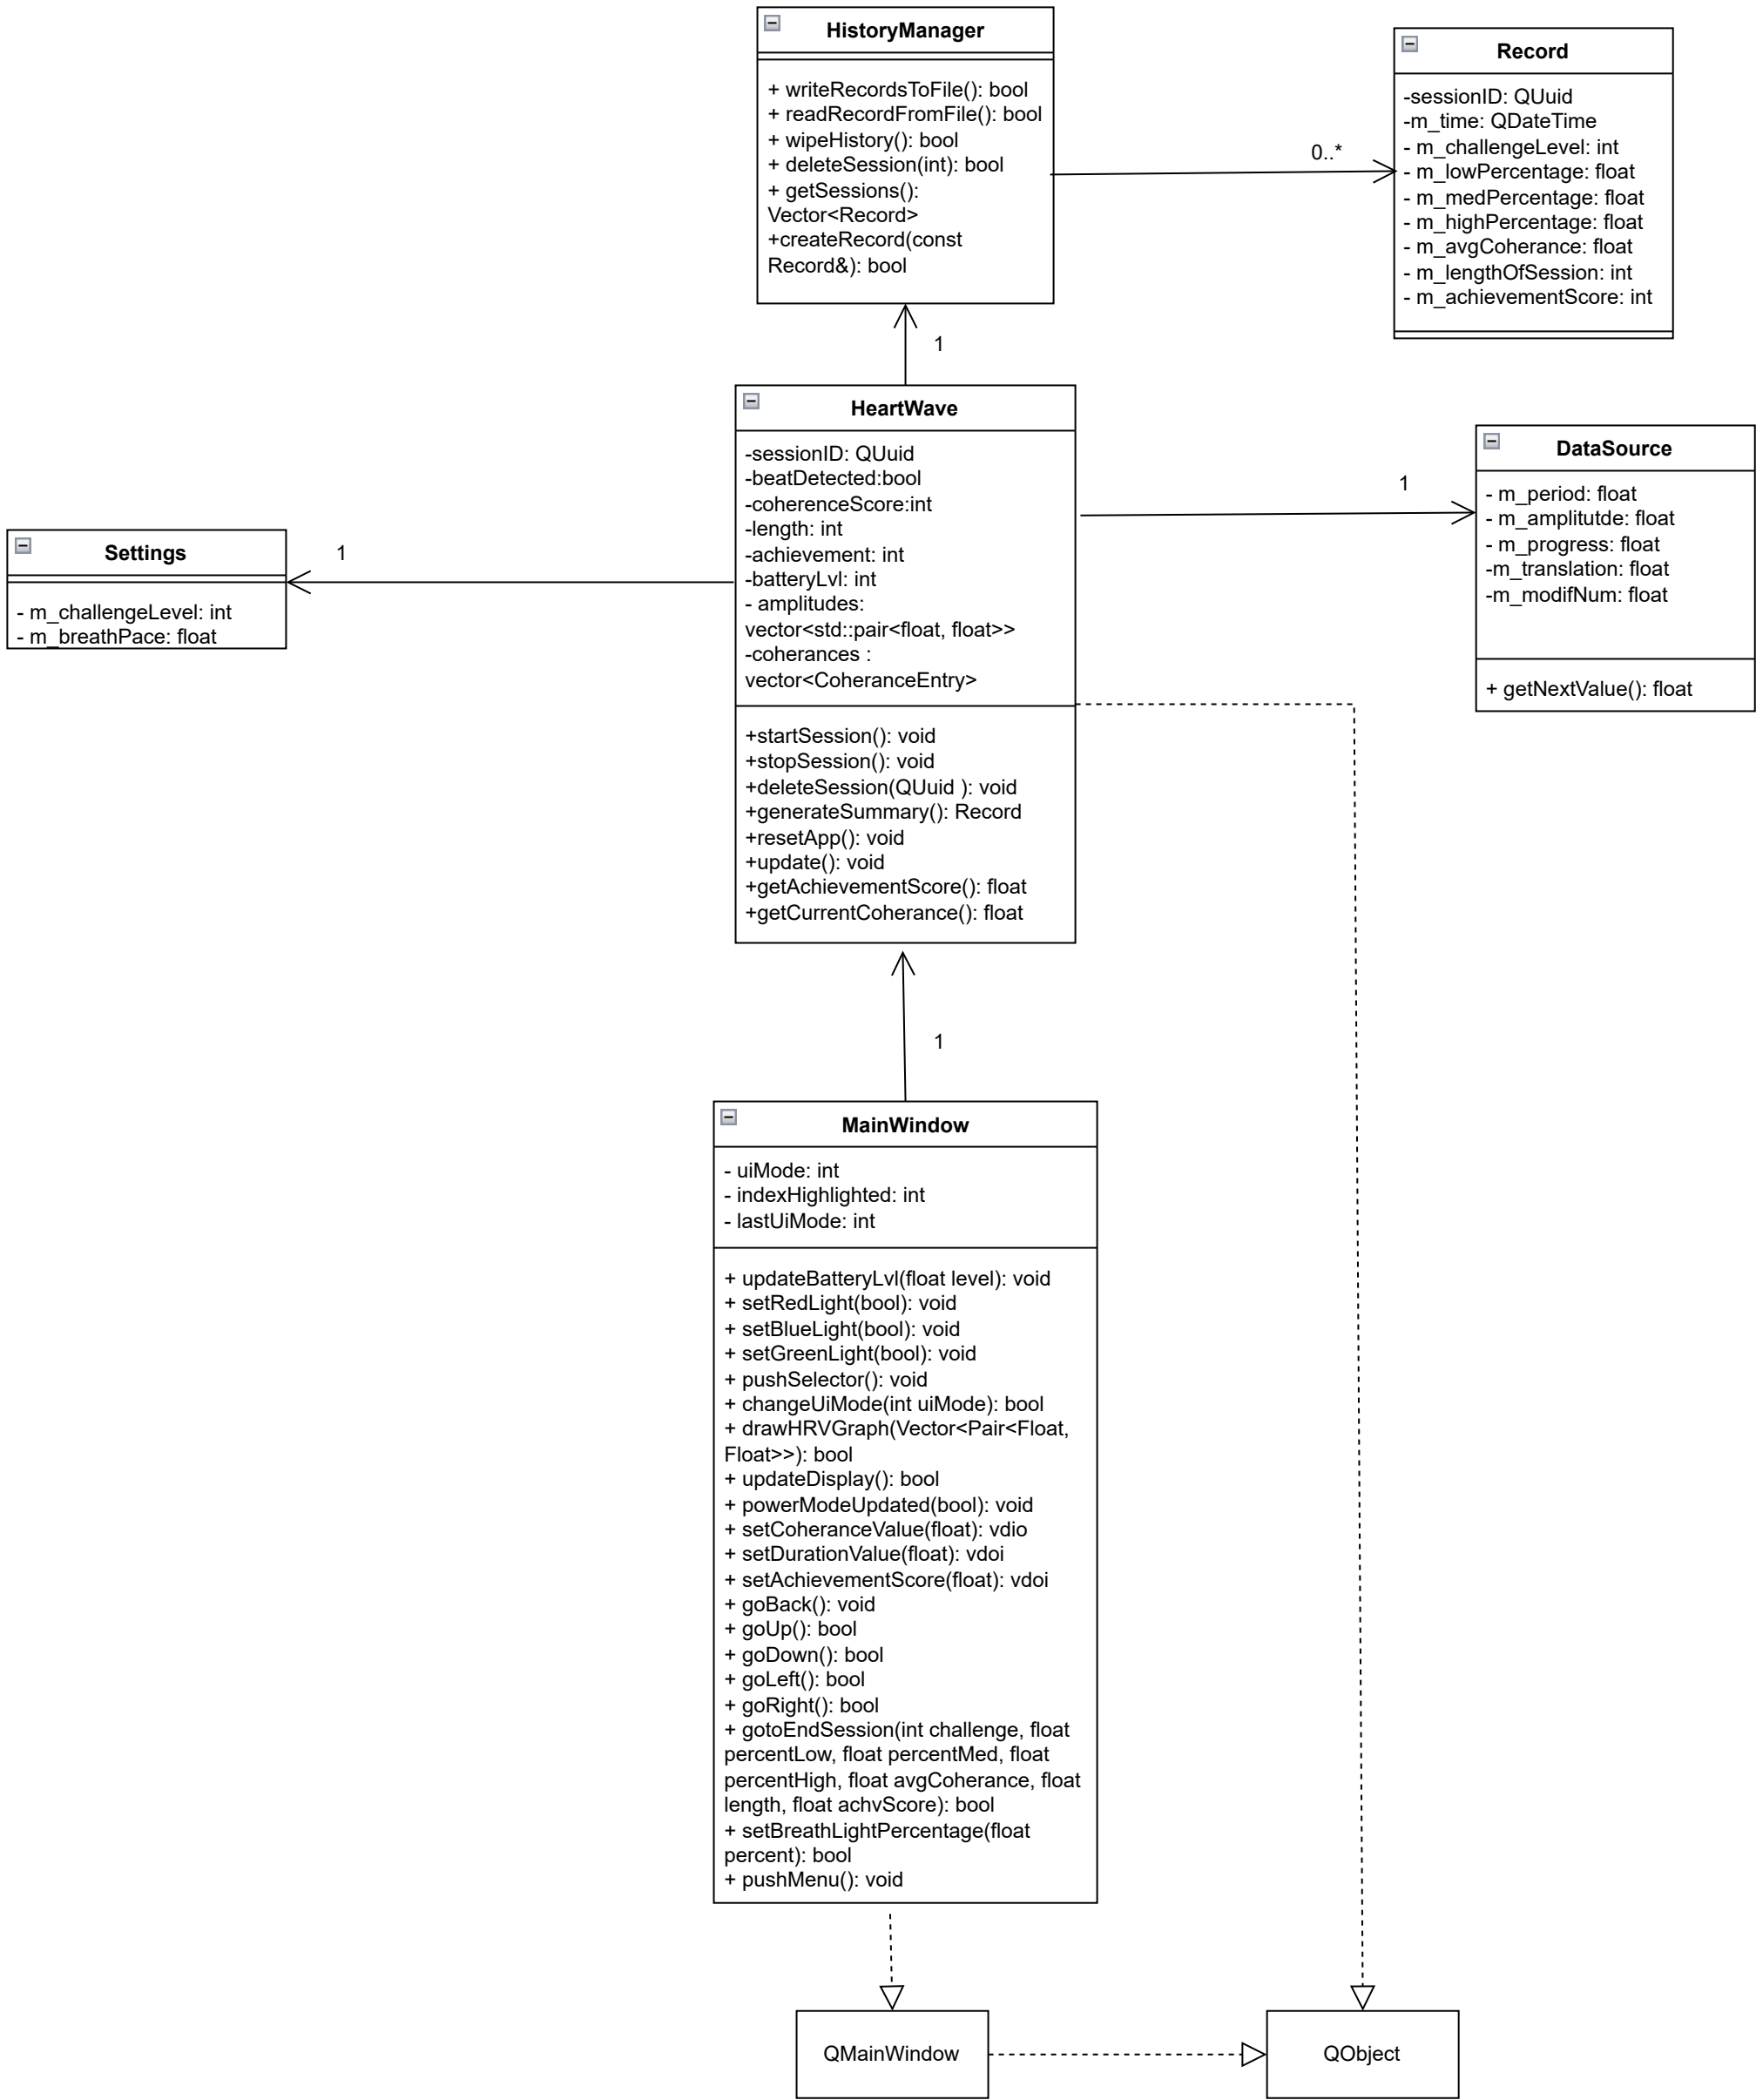 HistoryManager
+ writeRecordsToFile(): bool
+ readRecordFromFile(): bool
+ wipeHistory(): bool
+ deleteSession(int): bool
+ getSessions():
Vector<Record>
+createRecord(const
Record&): bool
0..*
Record
-sessionID: QUuid
-m_time: QDateTime
- m_challengeLevel: int
- m_lowPercentage: float
- m_medPercentage: float
- m_highPercentage: float
- m_avgCoherance: float
- m_lengthOfSession: int
- m_achievementScore: int
1
HeartWave
-sessionID: QUuid
-beatDetected:bool
-coherenceScore:int
-length: int
-achievement: int
-batteryLvl: int
- amplitudes:
vector<std::pair<float, float>>
-coherances :
vector<CoheranceEntry>
+startSession(): void
+stopSession(): void
+deleteSession(QUuid ): void
+generateSummary(): Record
+resetApp(): void
+update(): void
+getAchievementScore(): float
+getCurrentCoherance(): float
1
DataSource
- m_period: float
- m_amplitutde: float
- m_progress: float
-m_translation: float
-m_modifNum: float
+ getNextValue(): float
Settings
- m_challengeLevel: int
- m_breathPace: float
1
1
MainWindow
- uiMode: int
- indexHighlighted: int
- lastUiMode: int
+ updateBatteryLvl(float level): void
+ setRedLight(bool): void
+ setBlueLight(bool): void
+ setGreenLight(bool): void
+ pushSelector(): void
+ changeUiMode(int uiMode): bool
+ drawHRVGraph(Vector<Pair<Float,
Float>>): bool
+ updateDisplay(): bool
+ powerModeUpdated(bool): void
+ setCoheranceValue(float): vdio
+ setDurationValue(float): vdoi
+ setAchievementScore(float): vdoi
+ goBack(): void
+ goUp(): bool
+ goDown(): bool
+ goLeft(): bool
+ goRight(): bool
+ gotoEndSession(int challenge, float
percentLow, float percentMed, float
percentHigh, float avgCoherance, float
length, float achvScore): bool
+ setBreathLightPercentage(float
percent): bool
+ pushMenu(): void
QMainWindow
QObject